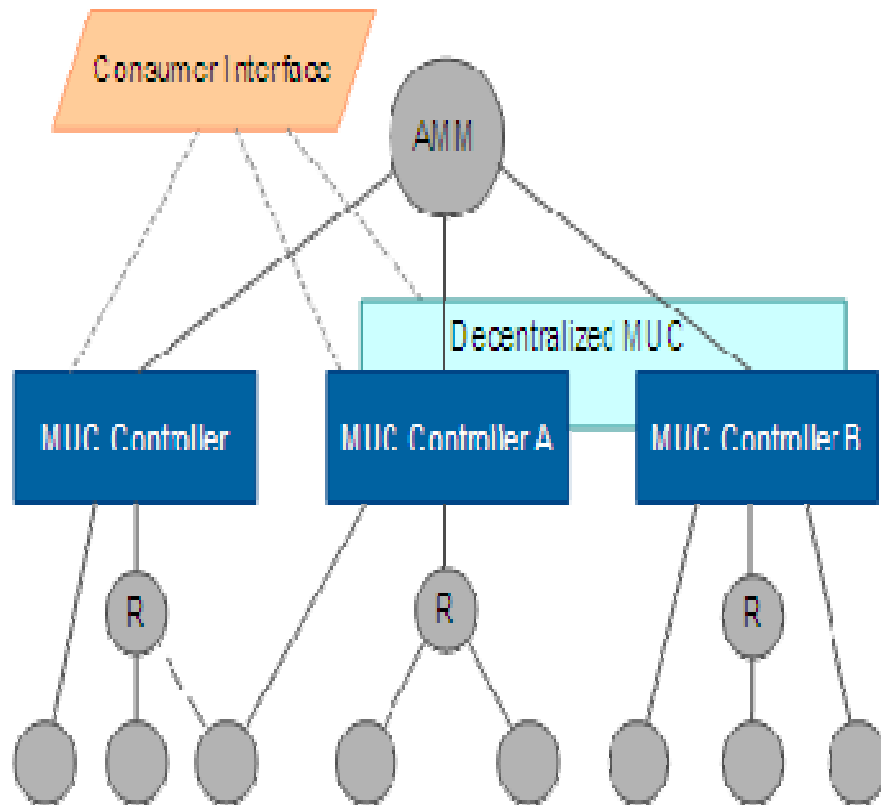 Consumer Interface
AMM
Decentralized MUC
MUC Controller
MUC Controller A
MUC Controller B
R
R
R